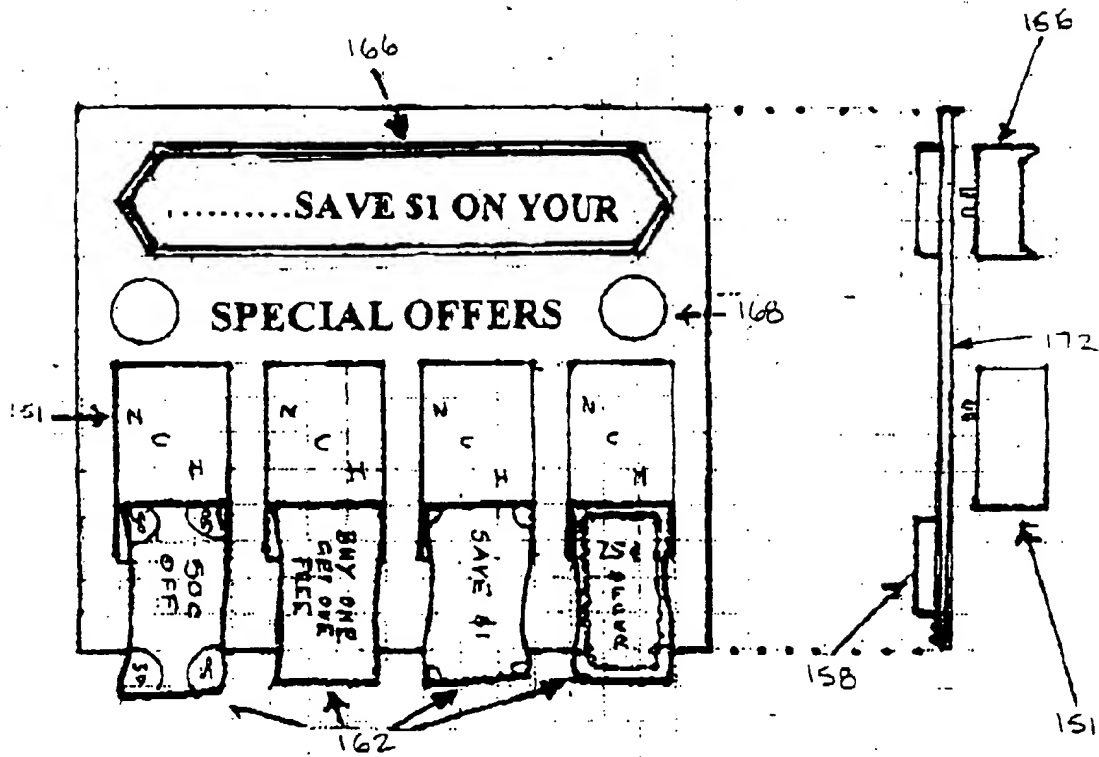 166
155
..........SAVE $1 ON YOUR
SPECIAL OFFERS
168
172
151
N C H
N C H
N C H
N C H
50¢ OFF
BUY ONE GET ONE FREE
SAVE $1
158
151
162